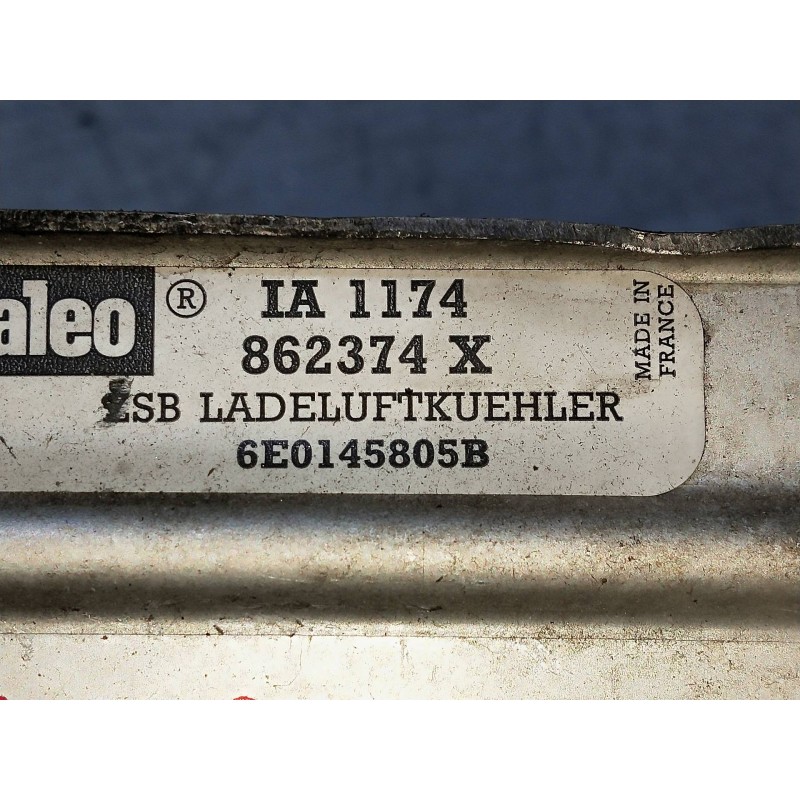 aleo ® IA 1174
862374 X
ZSB LADELUFTKUEHLER
6E0145805B
MADE IN
FRANCE